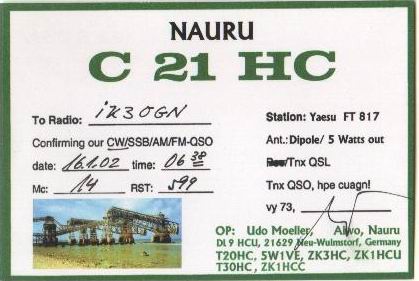 NAURU
C 21 HC
To Radio: iK3OGN
Station: Yaesu FT 817
Confirming our CW/SSB/AM/FM-QSO
Ant.: Dipole/ 5 Watts out
date: 16.1.02 time: 06 38
Pse/Tnx QSL
Mc: 14 RST: 599
Tnx QSO, hpe cuagn!
vy 73,
OP: Udo Moeller, Aiwo, Nauru
Dl 9 HCU, 21629 Neu-Wulmstorf, Germany
T20HC, 5W1VE, ZK3HC, ZK1HCU
T30HC, ZK1HCC